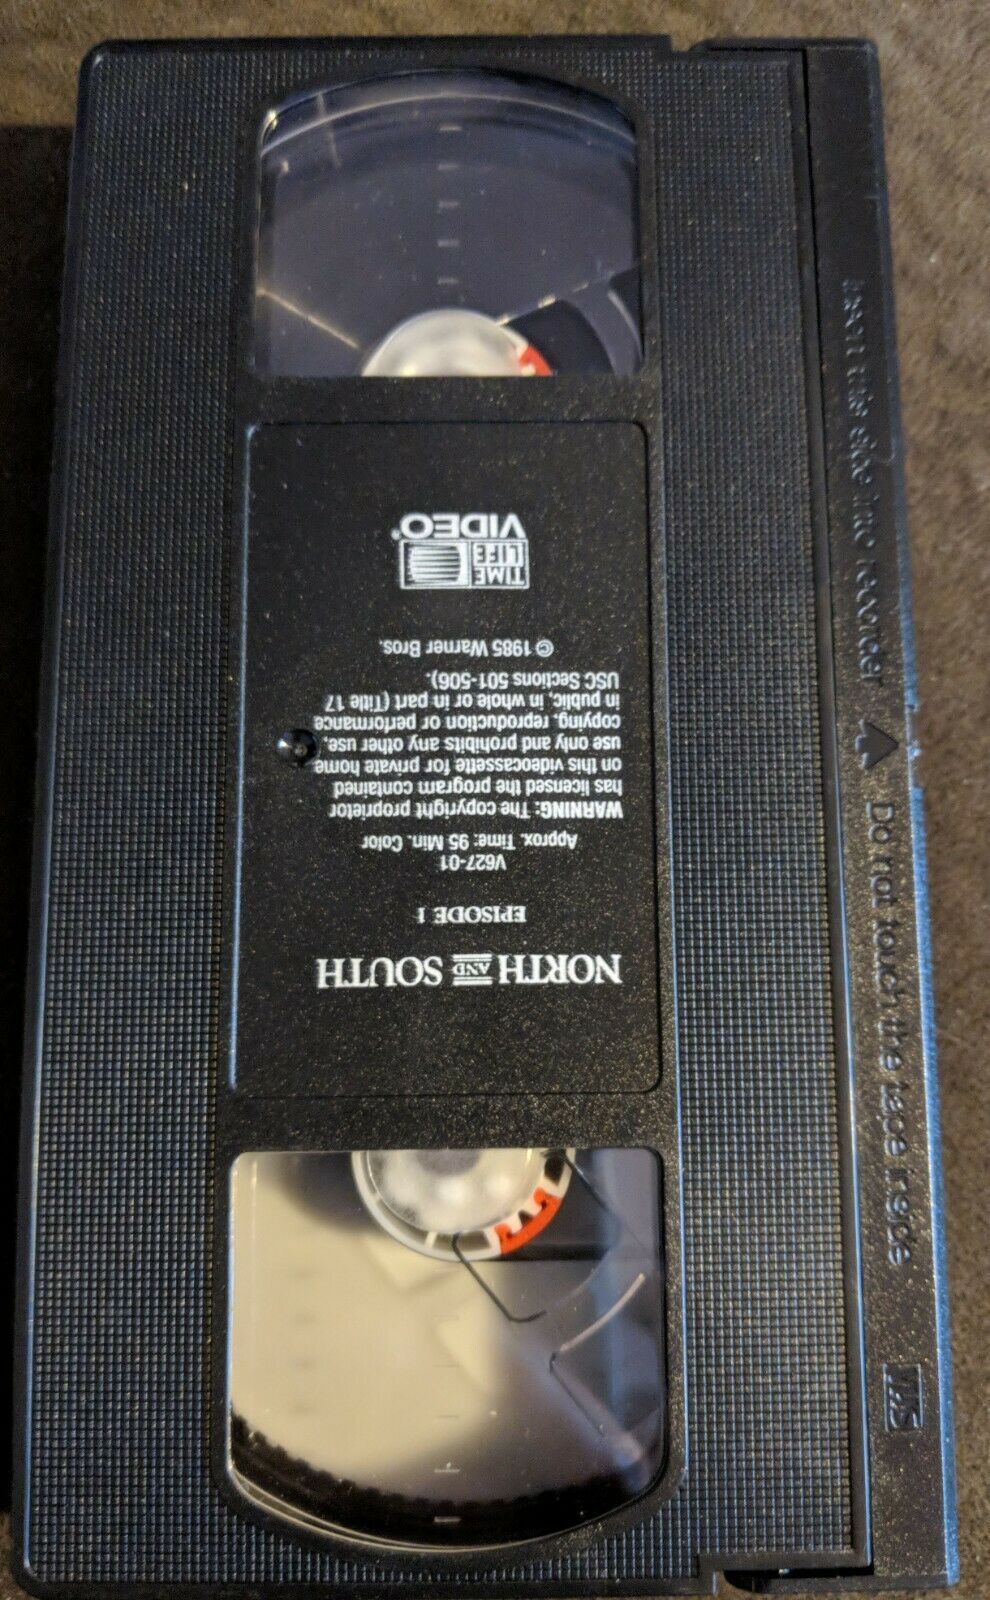 NORTH AND SOUTH
EPISODE 1
V627-01
Approx. Time: 95 Min. Color
WARNING: The copyright proprietor
has licensed the program contained
on this videocassette for private home
use only and prohibits any other use,
copying, reproduction or performance
in public, in whole or in part (Title 17
USC Sections 501-506).
© 1985 Warner Bros.
TIME
LIFE
VIDEO®
Insert this side into recorder
Do not touch the tape inside
VHS